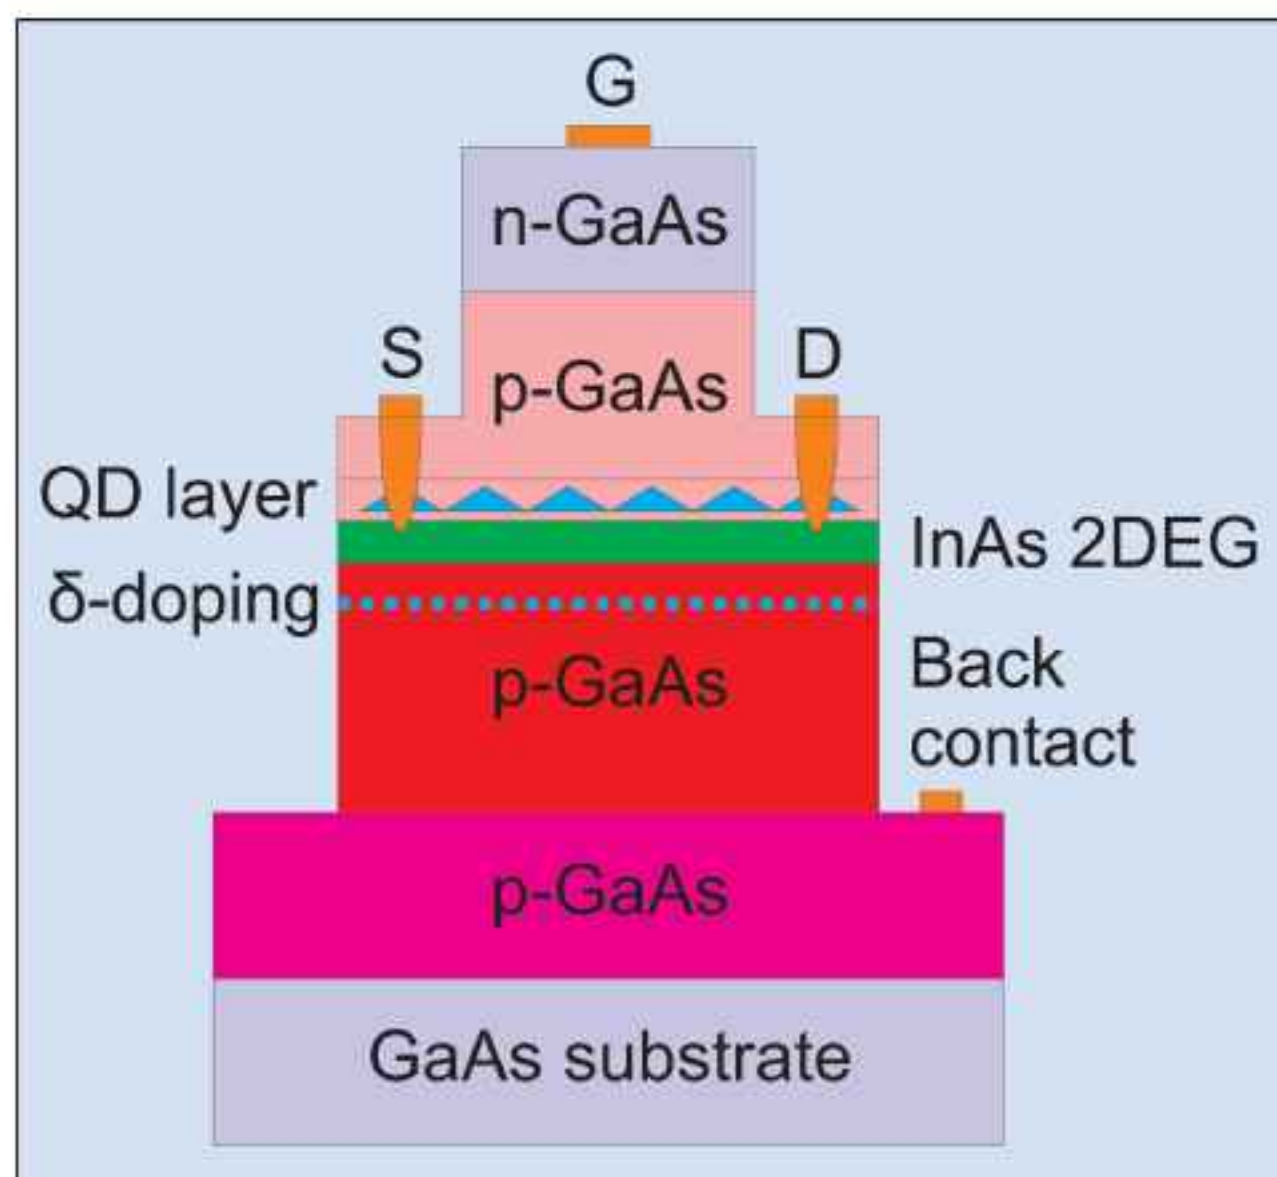 G
n-GaAs
S
D
p-GaAs
QD layer
InAs 2DEG
δ-doping
p-GaAs
Back
contact
p-GaAs
GaAs substrate